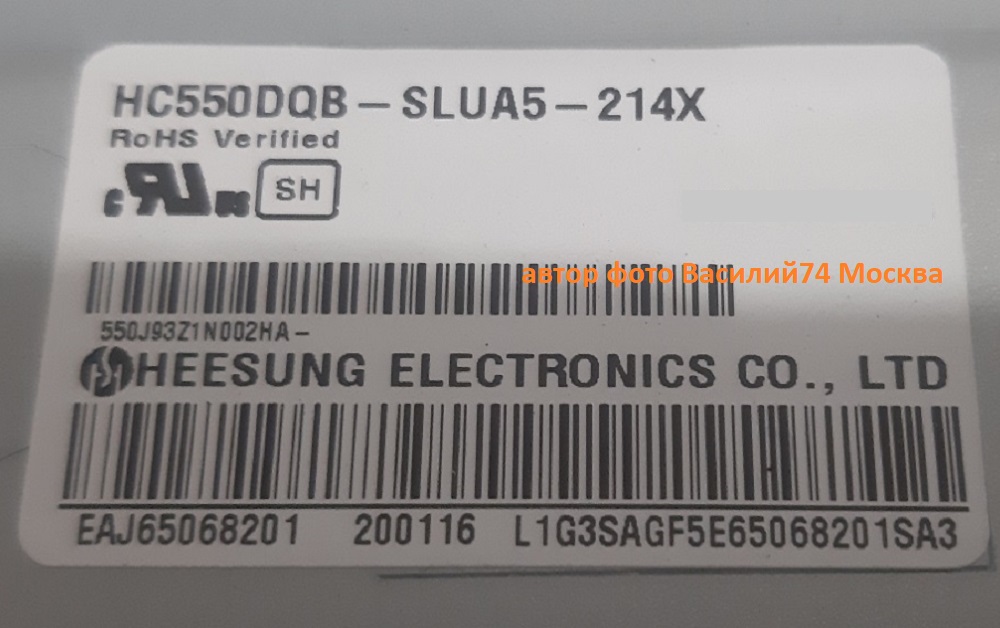 HC550DQB-SLUA5-214X
RoHS Verified
SH
автор фото Василий74 Москва
550J93Z1N002HA-
HEESUNG ELECTRONICS CO., LTD
EAJ65068201 200116 L1G3SAGF5E65068201SA3